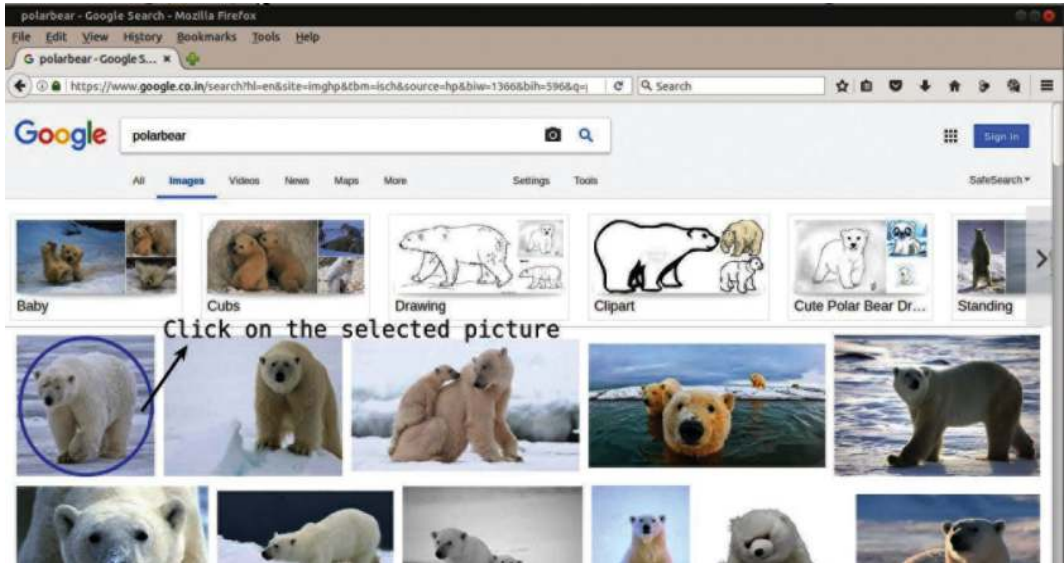 polarbear - Google Search - Mozilla Firefox
File Edit View History Bookmarks Tools Help
G polarbear - Google S... ×
https://www.google.co.in/search?hl=en&site=imghp&tbm=isch&source=hp&biw=1366&bih=596&q=
Search
Google
polarbear
Sign in
All Images Videos News Maps More Settings Tools SafeSearch
Baby Cubs Drawing Clipart Cute Polar Bear Dr... Standing
Click on the selected picture